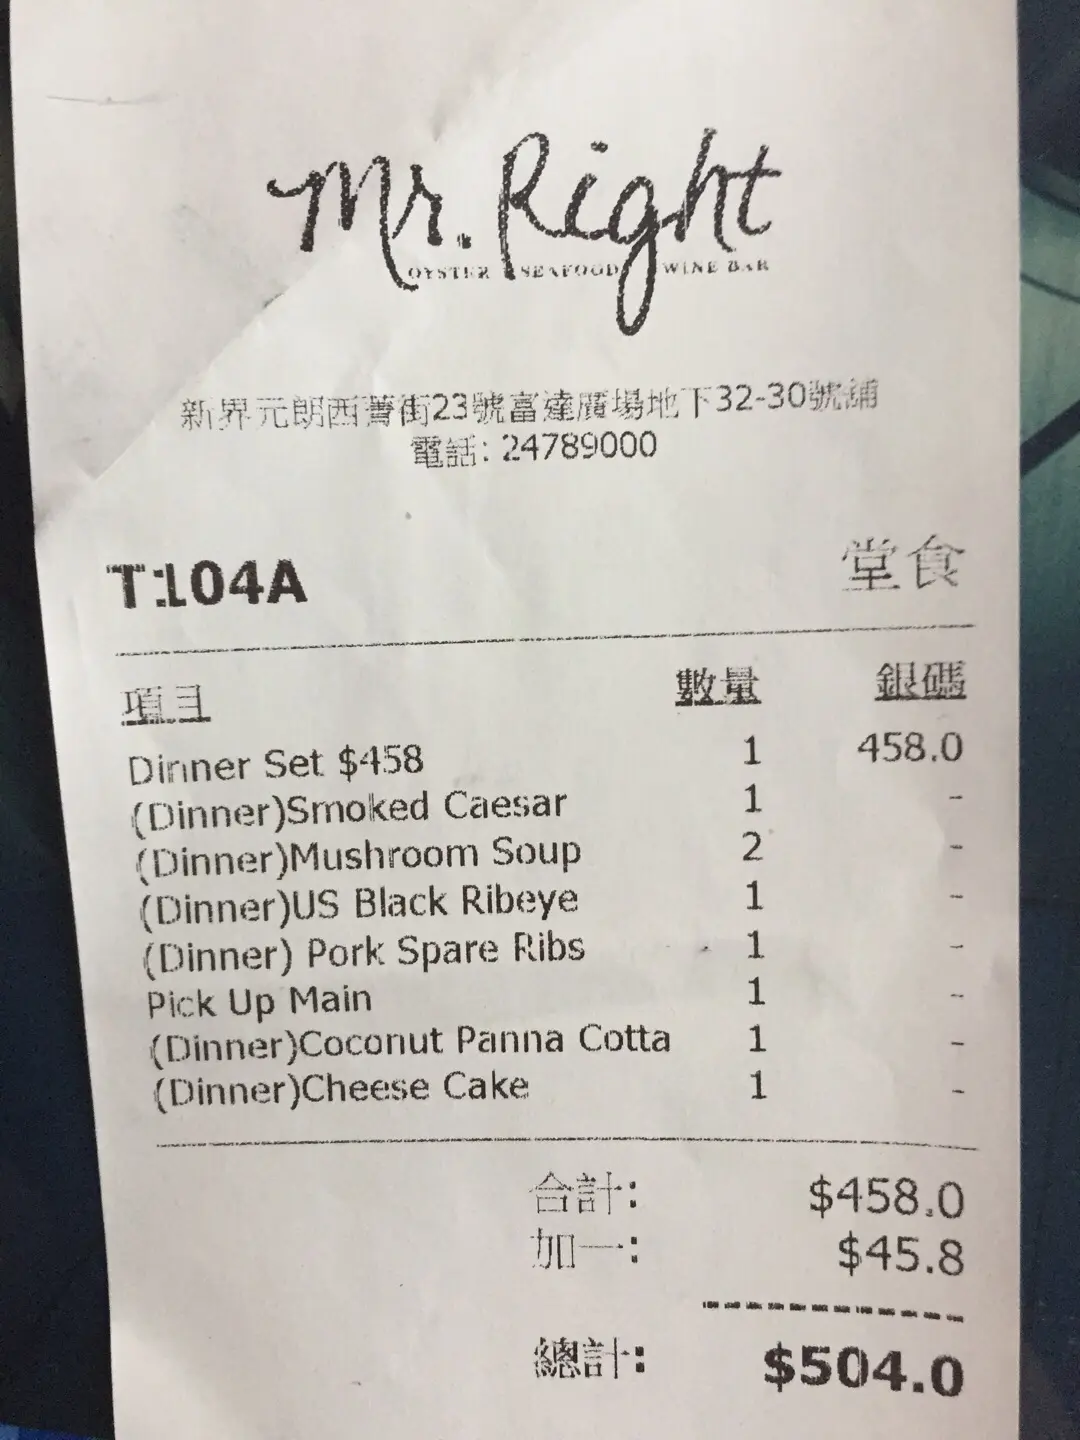 Mr. Right
OYSTER SEAFOOD WINE BAR
新界元朗西菁街23號富達廣場地下32-30號舖
電話: 24789000
T104A 堂食
項目 數量 銀碼
Dinner Set $458 1 458.0
(Dinner)Smoked Caesar 1 -
(Dinner)Mushroom Soup 2 -
(Dinner)US Black Ribeye 1 -
(Dinner) Pork Spare Ribs 1 -
Pick Up Main 1 -
(Dinner)Coconut Panna Cotta 1 -
(Dinner)Cheese Cake 1 -
合計: $458.0
加一: $45.8
總計: $504.0